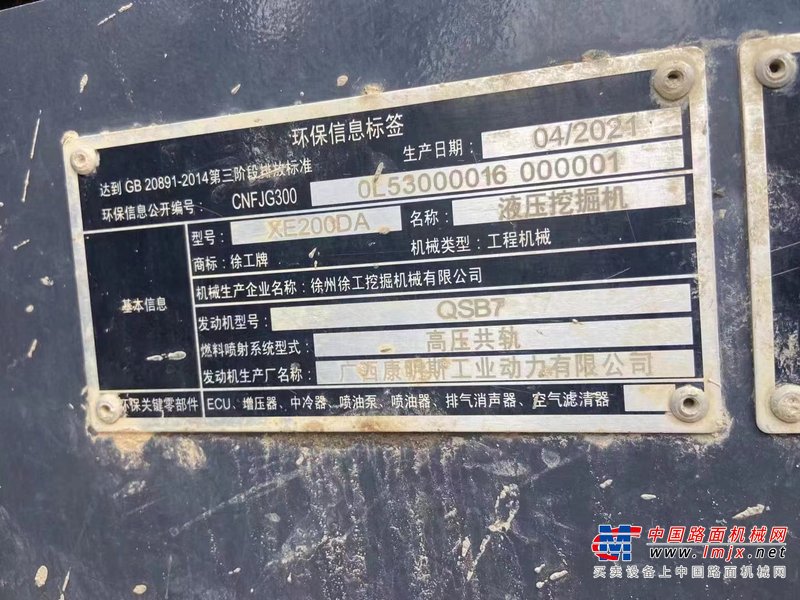 环保信息标签
达到 GB 20891-2014第三阶段排放标准
生产日期： 04/2021
环保信息公开编号： CNFJG300 0L53000016 000001
基本信息
型号： XE200DA 名称： 液压挖掘机
商标：徐工牌 机械类型：工程机械
机械生产企业名称：徐州徐工挖掘机械有限公司
发动机型号： QSB7
燃料喷射系统型式： 高压共轨
发动机生产厂名称： 广西康明斯工业动力有限公司
环保关键零部件 ECU、增压器、中冷器、喷油泵、喷油器、排气消声器、空气滤清器
中国路面机械网
www.lmjx.net
买卖设备上中国路面机械网